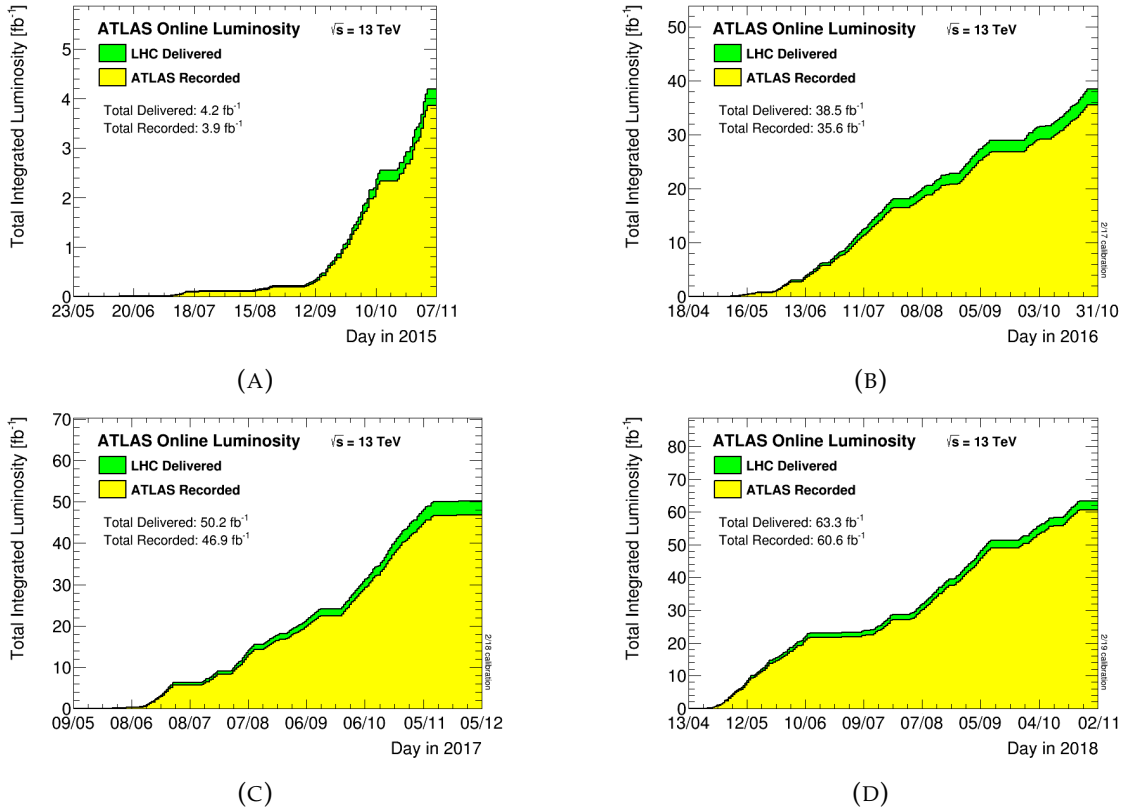 Total Integrated Luminosity [fb⁻¹]
ATLAS Online Luminosity √s = 13 TeV
LHC Delivered
ATLAS Recorded
Total Delivered: 4.2 fb⁻¹
Total Recorded: 3.9 fb⁻¹
5
4
3
2
1
0
23/05 20/06 18/07 15/08 12/09 10/10 07/11
Day in 2015
(A)
Total Integrated Luminosity [fb⁻¹]
ATLAS Online Luminosity √s = 13 TeV
LHC Delivered
ATLAS Recorded
Total Delivered: 38.5 fb⁻¹
Total Recorded: 35.6 fb⁻¹
50
40
30
20
10
0
2/17 calibration
18/04 16/05 13/06 11/07 08/08 05/09 03/10 31/10
Day in 2016
(B)
Total Integrated Luminosity [fb⁻¹]
ATLAS Online Luminosity √s = 13 TeV
LHC Delivered
ATLAS Recorded
Total Delivered: 50.2 fb⁻¹
Total Recorded: 46.9 fb⁻¹
70
60
50
40
30
20
10
0
2/18 calibration
09/05 08/06 08/07 07/08 06/09 06/10 05/11 05/12
Day in 2017
(C)
Total Integrated Luminosity [fb⁻¹]
ATLAS Online Luminosity √s = 13 TeV
LHC Delivered
ATLAS Recorded
Total Delivered: 63.3 fb⁻¹
Total Recorded: 60.6 fb⁻¹
80
70
60
50
40
30
20
10
0
2/19 calibration
13/04 12/05 10/06 09/07 07/08 05/09 04/10 02/11
Day in 2018
(D)